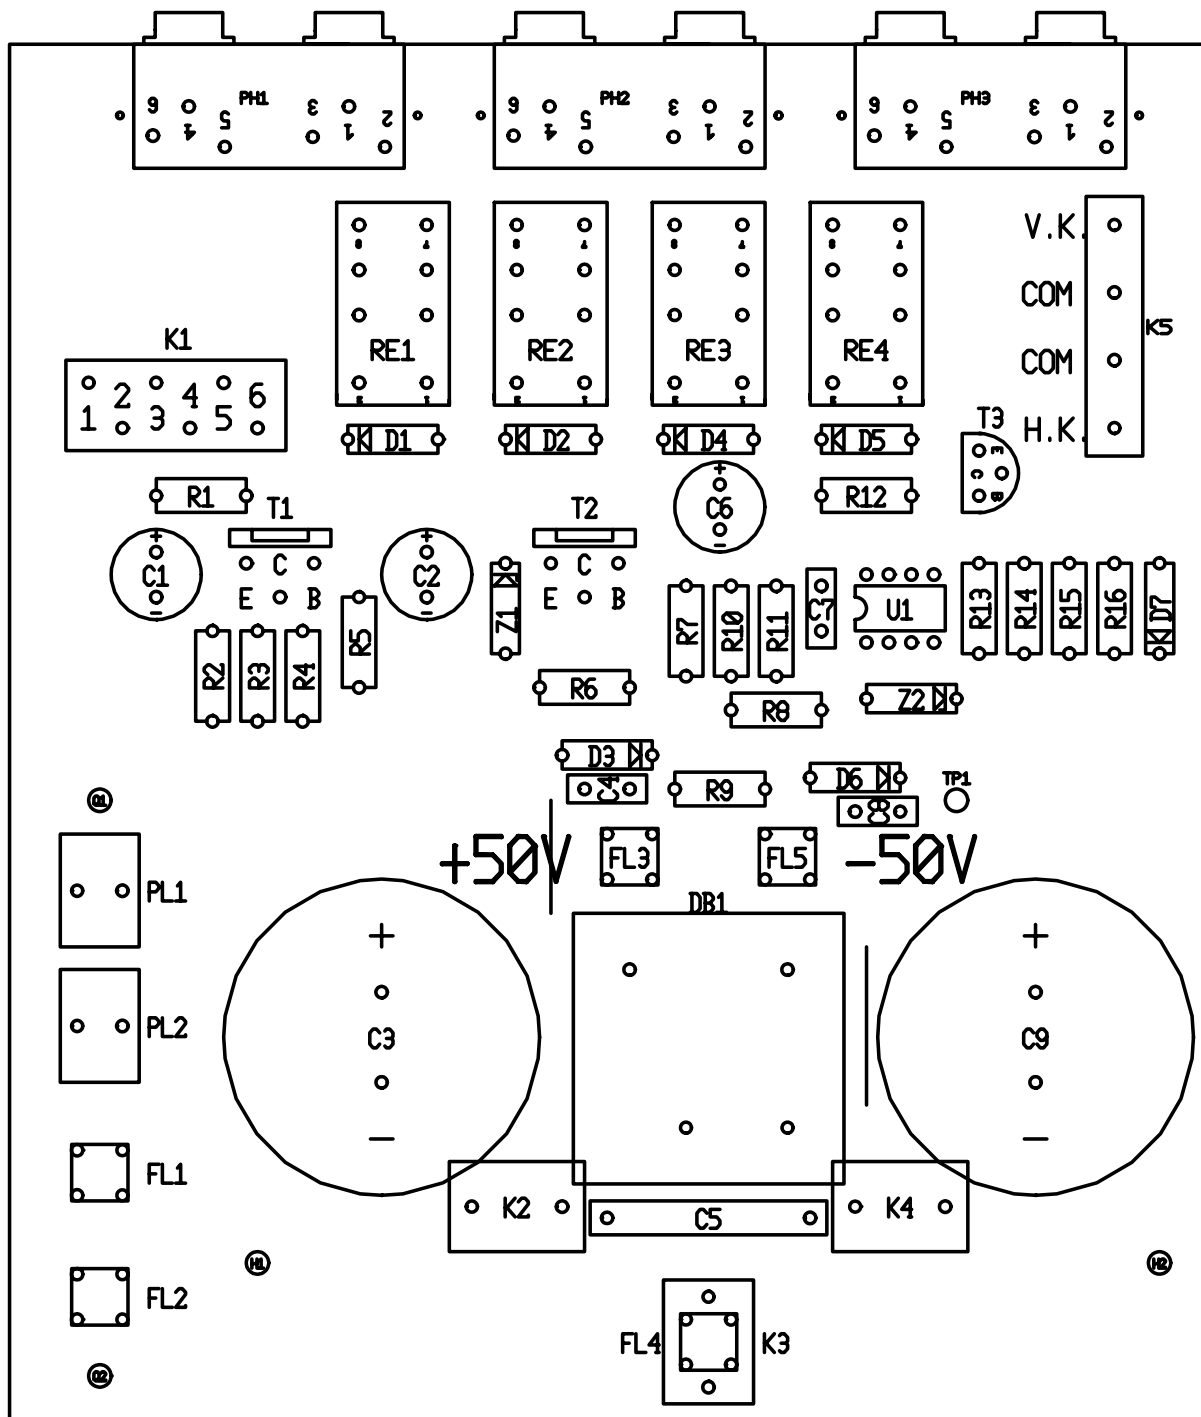 PH1 PH2 PH3
6 4 5 3 1 2 6 4 5 3 1 2 6 4 5 3 1 2
V.K.
COM
K5
COM
H.K.
RE1 RE2 RE3 RE4
K1
1 2 3 4 5 6
D1 D2 D4 D5
T3
E
C
B
R1 R12
+ C6 -
T1 T2
+ C1 - + C2 -
C C
E B E B
Z1
R5
R2 R3 R4
R6
R7 R10 R11
C7
U1
R13 R14 R15 R16 D7
R8
Z2
D3
C4
R9
D6
C8
TP1
+50V FL3 FL5 -50V
PL1
DB1
+ +
PL2
C3 C9
- -
FL1
K2 C5 K4
H1 H2
FL2
FL4 K3